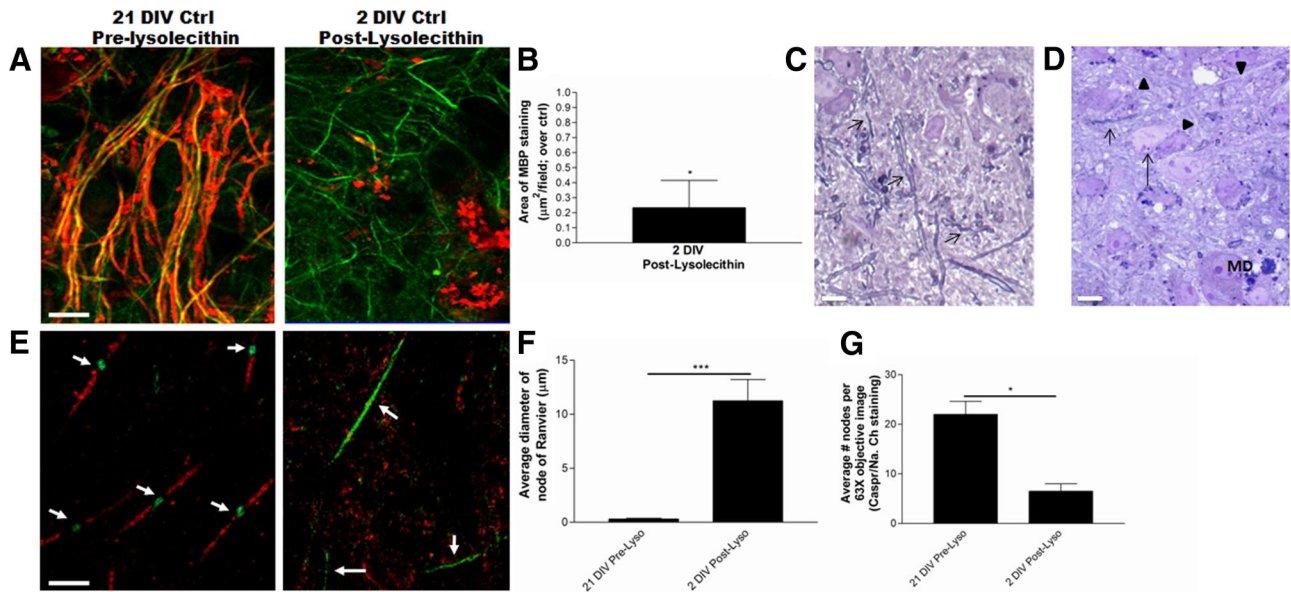 21 DIV Ctrl
Pre-lysolecithin
2 DIV Ctrl
Post-Lysolecithin
A
B
Area of MBP staining
(μm²/field; over ctrl)
1.0
0.9
0.8
0.7
0.6
0.5
0.4
0.3
0.2
0.1
0.0
*
2 DIV
Post-Lysolecithin
C
D
MD
E
F
Average diameter of
node of Ranvier (μm)
15
10
5
0
***
21 DIV Pre-Lyso
2 DIV Post-Lyso
G
Average # nodes per
63X objective image
(Caspr/Na. Ch staining)
30
20
10
0
*
21 DIV Pre-Lyso
2 DIV Post-Lyso